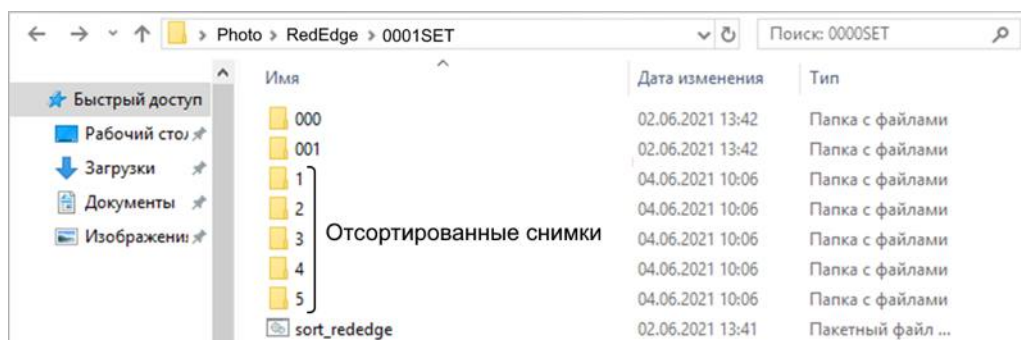 Photo > RedEdge > 0001SET Поиск: 0000SET
Имя Дата изменения Тип
Быстрый доступ
000 02.06.2021 13:42 Папка с файлами
Рабочий стол
001 02.06.2021 13:42 Папка с файлами
Загрузки
1 04.06.2021 10:06 Папка с файлами
Документы
2 04.06.2021 10:06 Папка с файлами
Изображения
3 Отсортированные снимки 04.06.2021 10:06 Папка с файлами
4 04.06.2021 10:06 Папка с файлами
5 04.06.2021 10:06 Папка с файлами
sort_rededge 02.06.2021 13:41 Пакетный файл ...